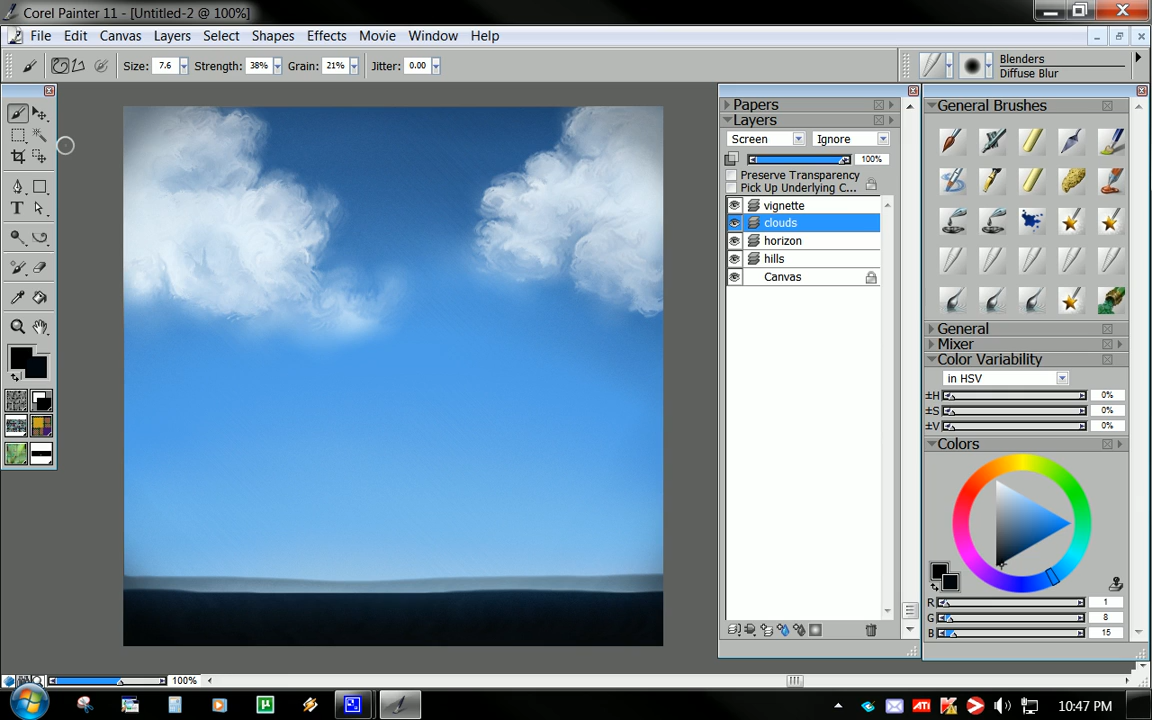 Corel Painter 11 - [Untitled-2 @ 100%]
File Edit Canvas Layers Select Shapes Effects Movie Window Help
Size: 7.6 Strength: 38% Grain: 21% Jitter: 0.00
Blenders
Diffuse Blur
Papers
Layers
Screen Ignore
100%
Preserve Transparency
Pick Up Underlying C...
vignette
clouds
horizon
hills
Canvas
General Brushes
General
Mixer
Color Variability
in HSV
±H 0%
±S 0%
±V 0%
Colors
R 1
G 8
B 15
T
100%
ATI
10:47 PM